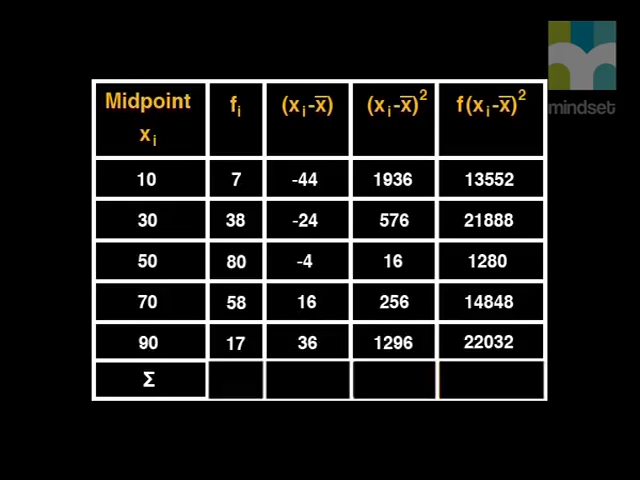 mindset
Midpoint xᵢ fᵢ (xᵢ-x̅) (xᵢ-x̅)² f(xᵢ-x̅)²
10 7 -44 1936 13552
30 38 -24 576 21888
50 80 -4 16 1280
70 58 16 256 14848
90 17 36 1296 22032
Σ